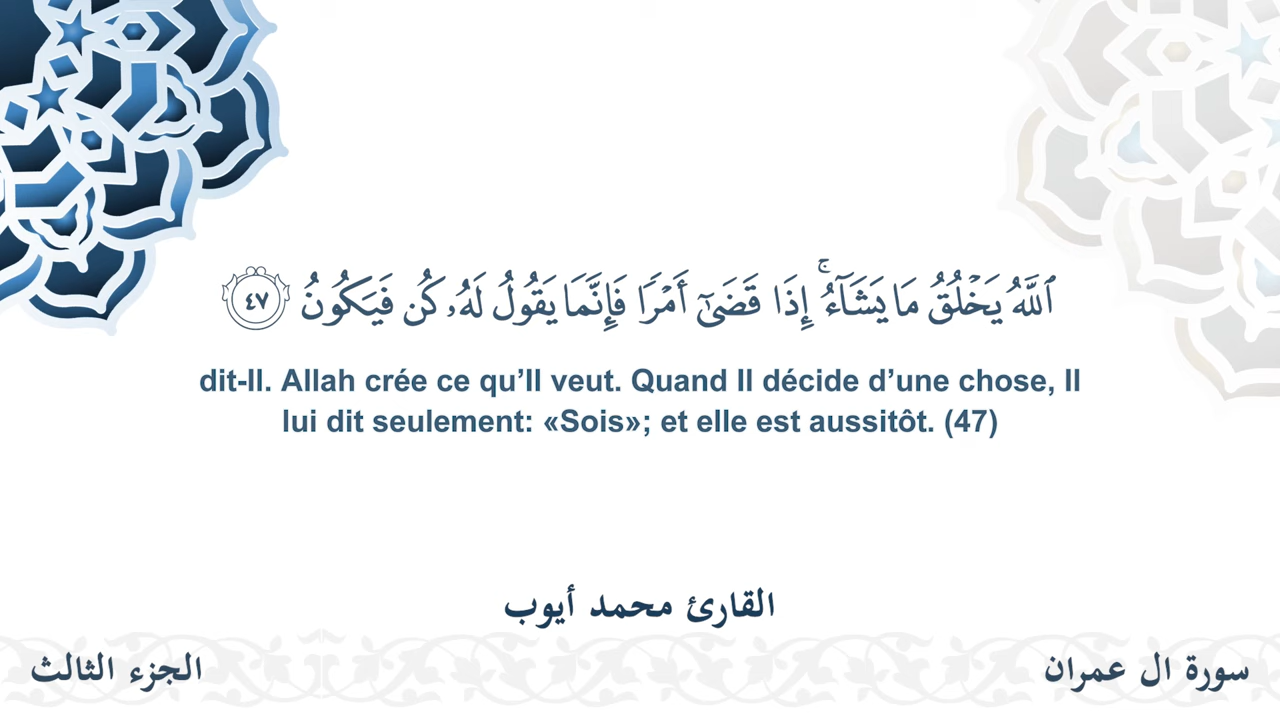 ٱللَّهُ يَخْلُقُ مَا يَشَآءُ ۚ إِذَا قَضَىٰٓ أَمْرًا فَإِنَّمَا يَقُولُ لَهُۥ كُن فَيَكُونُ ٤٧
dit-Il. Allah crée ce qu’Il veut. Quand Il décide d’une chose, Il
lui dit seulement: «Sois»; et elle est aussitôt. (47)
القارئ محمد أيوب
سورة ال عمران
الجزء الثالث